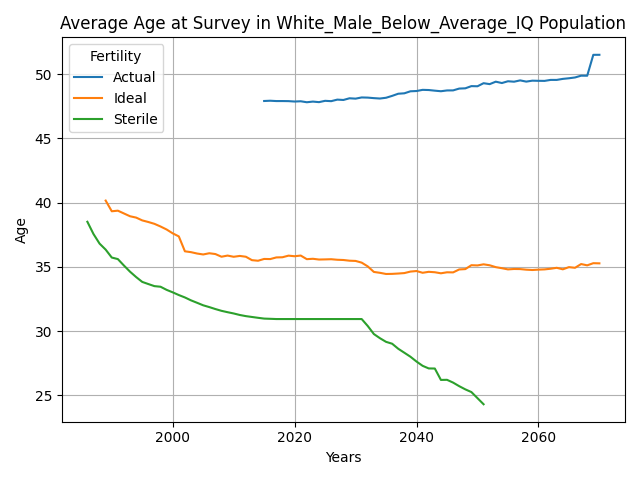 Average Age at Survey in White_Male_Below_Average_IQ Population
Fertility
Actual
Ideal
Sterile
50
45
40
35
30
25
Age
2000
2020
2040
2060
Years